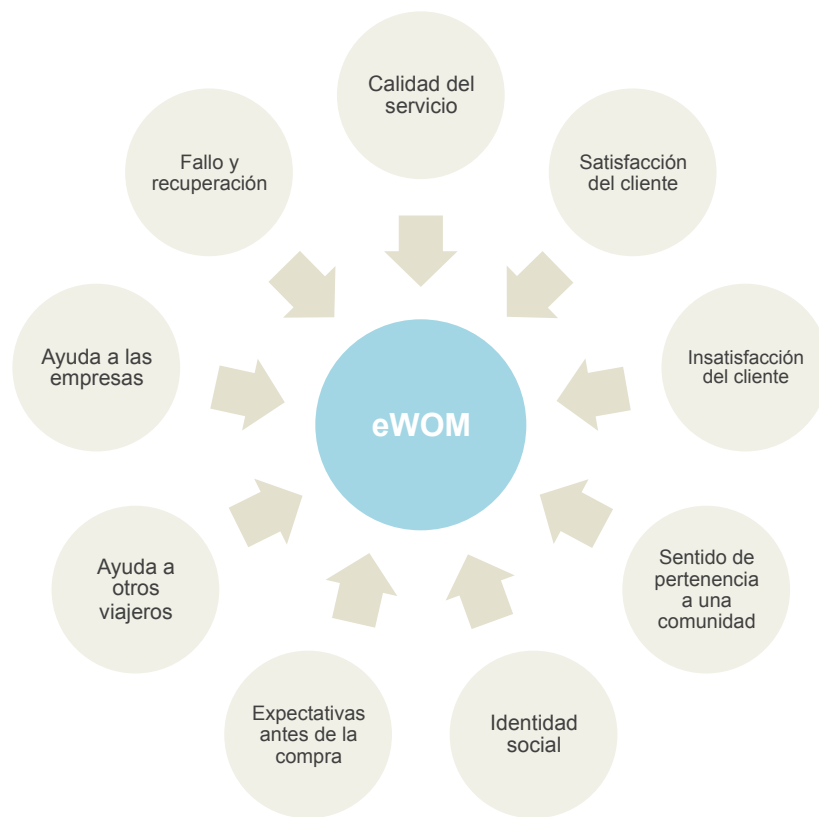 Calidad del
servicio
Satisfacción
del cliente
Insatisfacción
del cliente
Sentido de
pertenencia
a una
comunidad
Identidad
social
Expectativas
antes de la
compra
Ayuda a
otros
viajeros
Ayuda a las
empresas
Fallo y
recuperación
eWOM